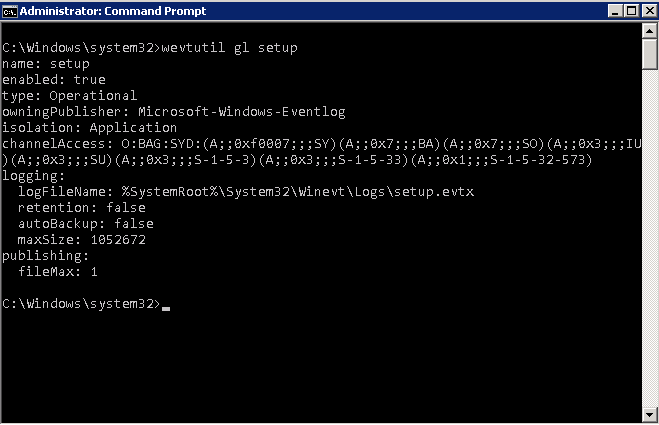 Administrator: Command Prompt
C:\Windows\system32>wevtutil gl setup
name: setup
enabled: true
type: Operational
owningPublisher: Microsoft-Windows-Eventlog
isolation: Application
channelAccess: O:BAG:SYD:(A;;0xf0007;;;SY)(A;;0x7;;;BA)(A;;0x7;;;SO)(A;;0x3;;;IU
)(A;;0x3;;;SU)(A;;0x3;;;S-1-5-3)(A;;0x3;;;S-1-5-33)(A;;0x1;;;S-1-5-32-573)
logging:
  logFileName: %SystemRoot%\System32\Winevt\Logs\setup.evtx
  retention: false
  autoBackup: false
  maxSize: 1052672
publishing:
  fileMax: 1
C:\Windows\system32>_